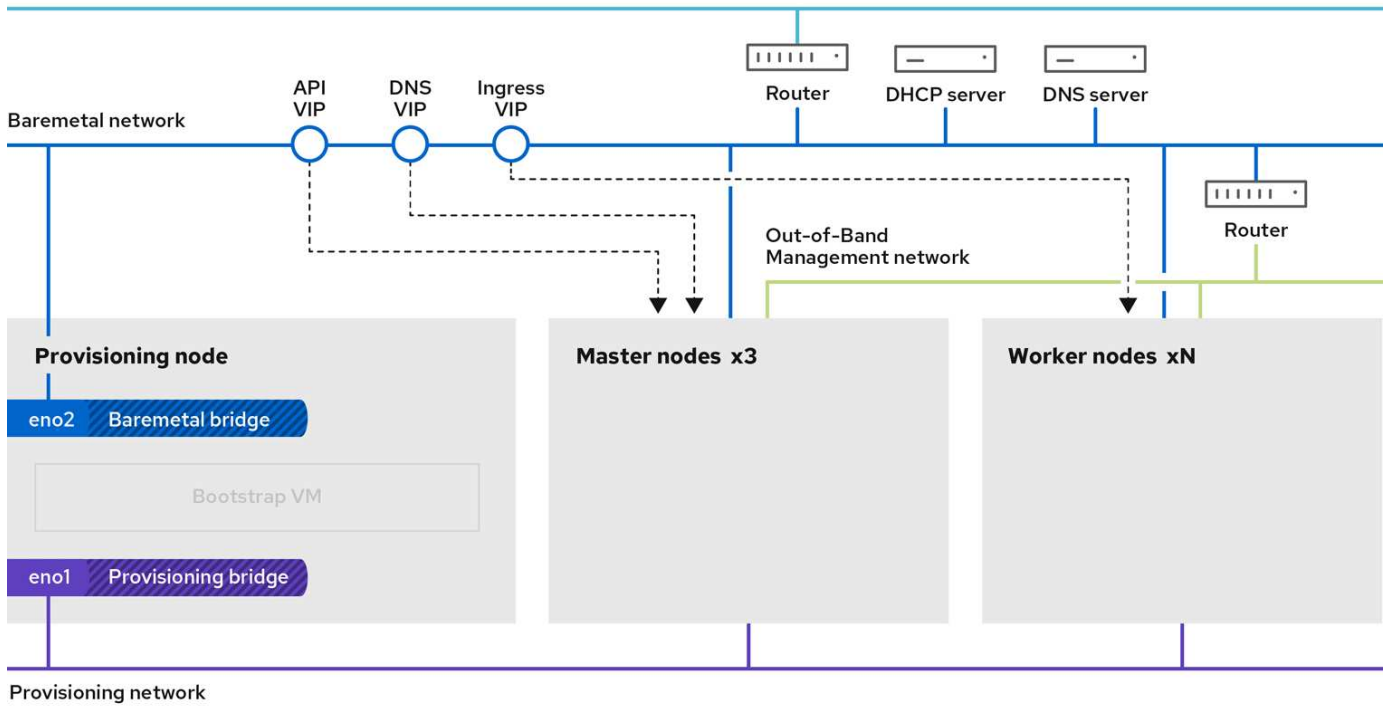 API
VIP
DNS
VIP
Ingress
VIP
Router
DHCP server
DNS server
Baremetal network
Router
Out-of-Band
Management network
Provisioning node
Master nodes x3
Worker nodes xN
eno2
Baremetal bridge
Bootstrap VM
eno1
Provisioning bridge
Provisioning network